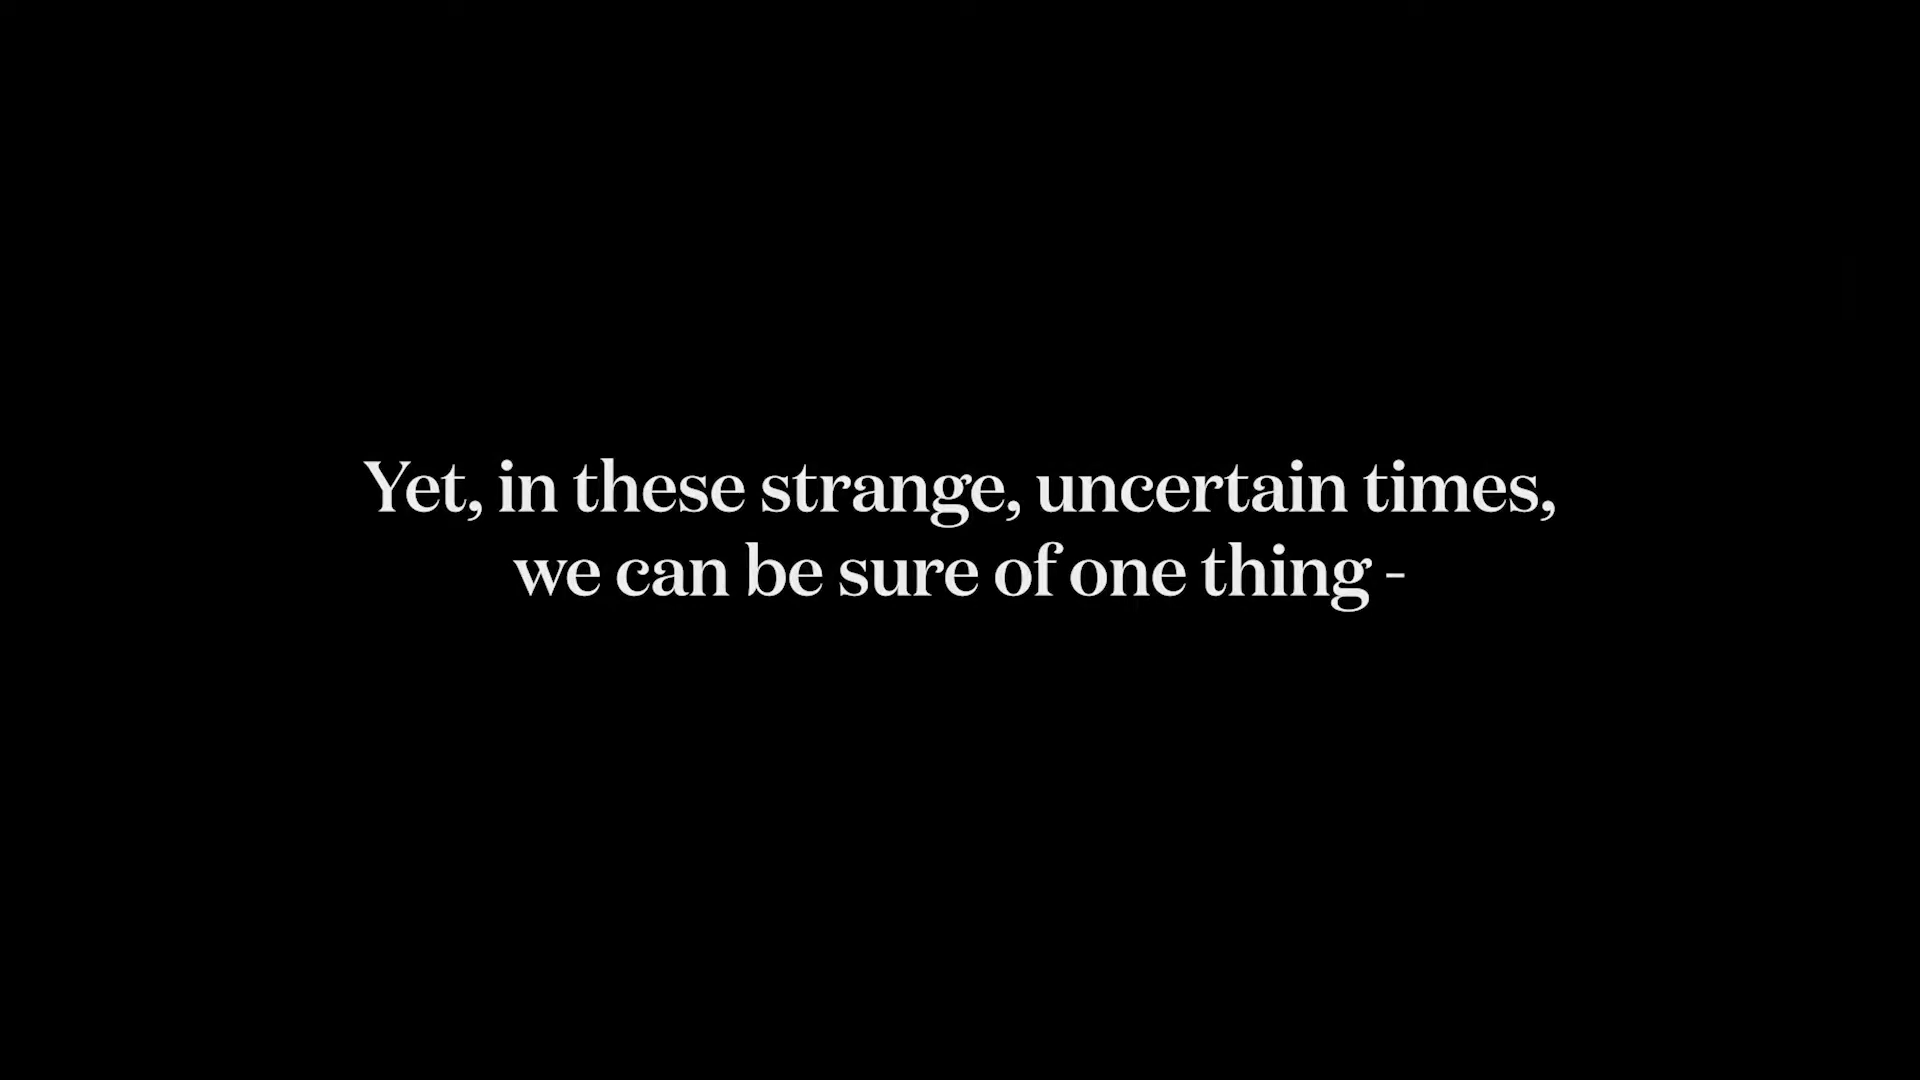 Yet, in these strange, uncertain times,
we can be sure of one thing -